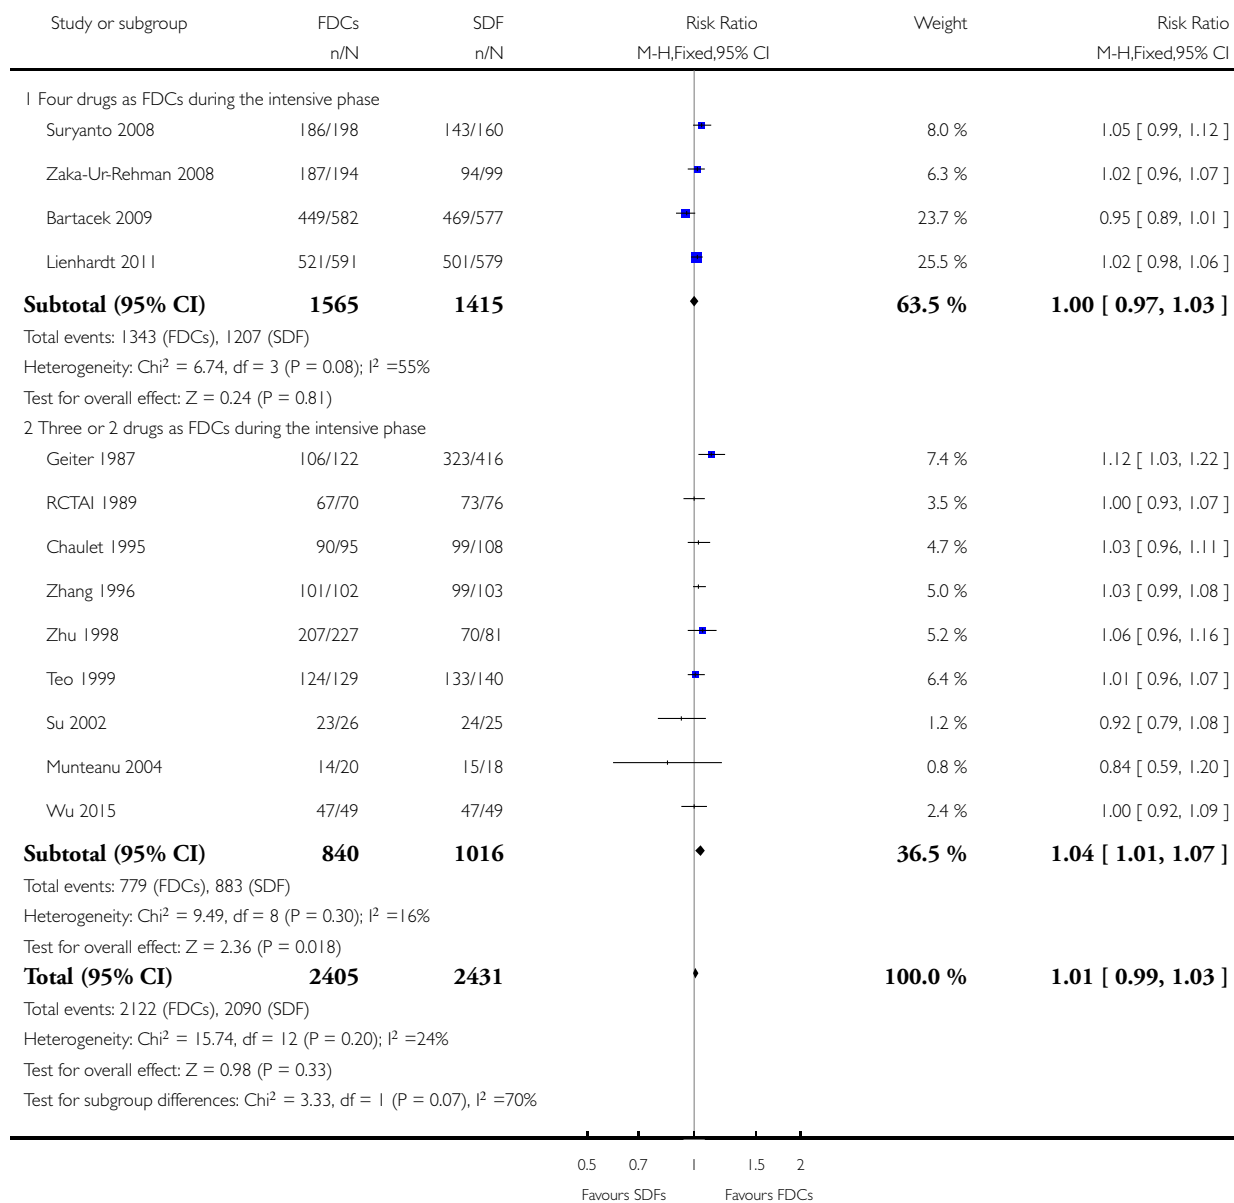 Study or subgroup FDCs SDF Risk Ratio Weight Risk Ratio
n/N n/N M-H,Fixed,95% CI M-H,Fixed,95% CI
1 Four drugs as FDCs during the intensive phase
Suryanto 2008 186/198 143/160 8.0 % 1.05 [ 0.99, 1.12 ]
Zaka-Ur-Rehman 2008 187/194 94/99 6.3 % 1.02 [ 0.96, 1.07 ]
Bartacek 2009 449/582 469/577 23.7 % 0.95 [ 0.89, 1.01 ]
Lienhardt 2011 521/591 501/579 25.5 % 1.02 [ 0.98, 1.06 ]
Subtotal (95% CI) 1565 1415 63.5 % 1.00 [ 0.97, 1.03 ]
Total events: 1343 (FDCs), 1207 (SDF)
Heterogeneity: Chi² = 6.74, df = 3 (P = 0.08); I² =55%
Test for overall effect: Z = 0.24 (P = 0.81)
2 Three or 2 drugs as FDCs during the intensive phase
Geiter 1987 106/122 323/416 7.4 % 1.12 [ 1.03, 1.22 ]
RCTAI 1989 67/70 73/76 3.5 % 1.00 [ 0.93, 1.07 ]
Chaulet 1995 90/95 99/108 4.7 % 1.03 [ 0.96, 1.11 ]
Zhang 1996 101/102 99/103 5.0 % 1.03 [ 0.99, 1.08 ]
Zhu 1998 207/227 70/81 5.2 % 1.06 [ 0.96, 1.16 ]
Teo 1999 124/129 133/140 6.4 % 1.01 [ 0.96, 1.07 ]
Su 2002 23/26 24/25 1.2 % 0.92 [ 0.79, 1.08 ]
Munteanu 2004 14/20 15/18 0.8 % 0.84 [ 0.59, 1.20 ]
Wu 2015 47/49 47/49 2.4 % 1.00 [ 0.92, 1.09 ]
Subtotal (95% CI) 840 1016 36.5 % 1.04 [ 1.01, 1.07 ]
Total events: 779 (FDCs), 883 (SDF)
Heterogeneity: Chi² = 9.49, df = 8 (P = 0.30); I² =16%
Test for overall effect: Z = 2.36 (P = 0.018)
Total (95% CI) 2405 2431 100.0 % 1.01 [ 0.99, 1.03 ]
Total events: 2122 (FDCs), 2090 (SDF)
Heterogeneity: Chi² = 15.74, df = 12 (P = 0.20); I² =24%
Test for overall effect: Z = 0.98 (P = 0.33)
Test for subgroup differences: Chi² = 3.33, df = 1 (P = 0.07), I² =70%
0.5 0.7 1 1.5 2
Favours SDFs Favours FDCs